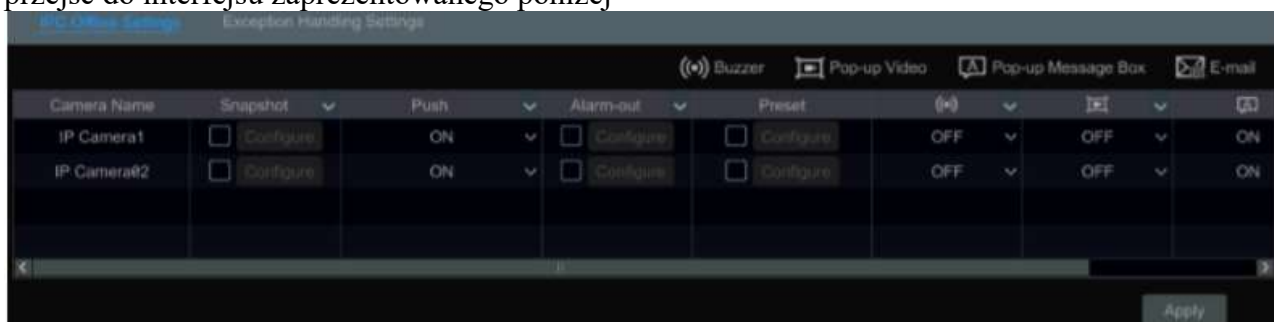 przejść do interfejsu zaprezentowanego poniżej
IPC Offline Settings Exception Handling Settings
Buzzer Pop-up Video Pop-up Message Box E-mail
Camera Name Snapshot Push Alarm-out Preset
IP Camera1 Configure ON Configure Configure OFF OFF ON
IP Camera02 Configure ON Configure Configure OFF OFF ON
Apply